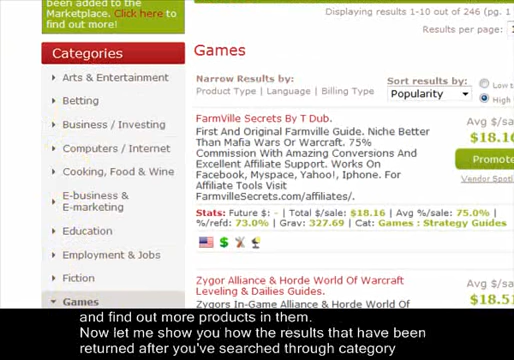 been added to the
Marketplace. Click here to
find out more!
Displaying results 1-10 out of 246 (pg. 1
Results per page:
Categories
Arts & Entertainment
Betting
Business / Investing
Computers / Internet
Cooking, Food & Wine
E-business &
E-marketing
Education
Employment & Jobs
Fiction
Games
Games
Narrow Results by:
Product Type | Language | Billing Type
Sort results by:
Popularity
Low t
High
FarmVille Secrets By T Dub.
First And Original Farmville Guide. Niche Better
Than Mafia Wars Or Warcraft. 75%
Commission With Amazing Conversions And
Excellent Affiliate Support. Works On
Facebook, Myspace, Yahoo!, Iphone. For
Affiliate Tools Visit
FarmvilleSecrets.com/affiliates/.
Stats: Future $: - | Total $/sale: $18.16 | Avg %/sale: 75.0%
| %/refd: 73.0% | Grav: 327.69 | Cat: Games : Strategy Guides
Avg $/sa
$18.16
Promote
Vendor Spotl
Zygor Alliance & Horde World Of Warcraft
Leveling & Dailies Guides.
Zygors In-Game Alliance & Horde World Of
Avg $/sa
$18.51
and find out more products in them.
Now let me show you how the results that have been
returned after you've searched through category